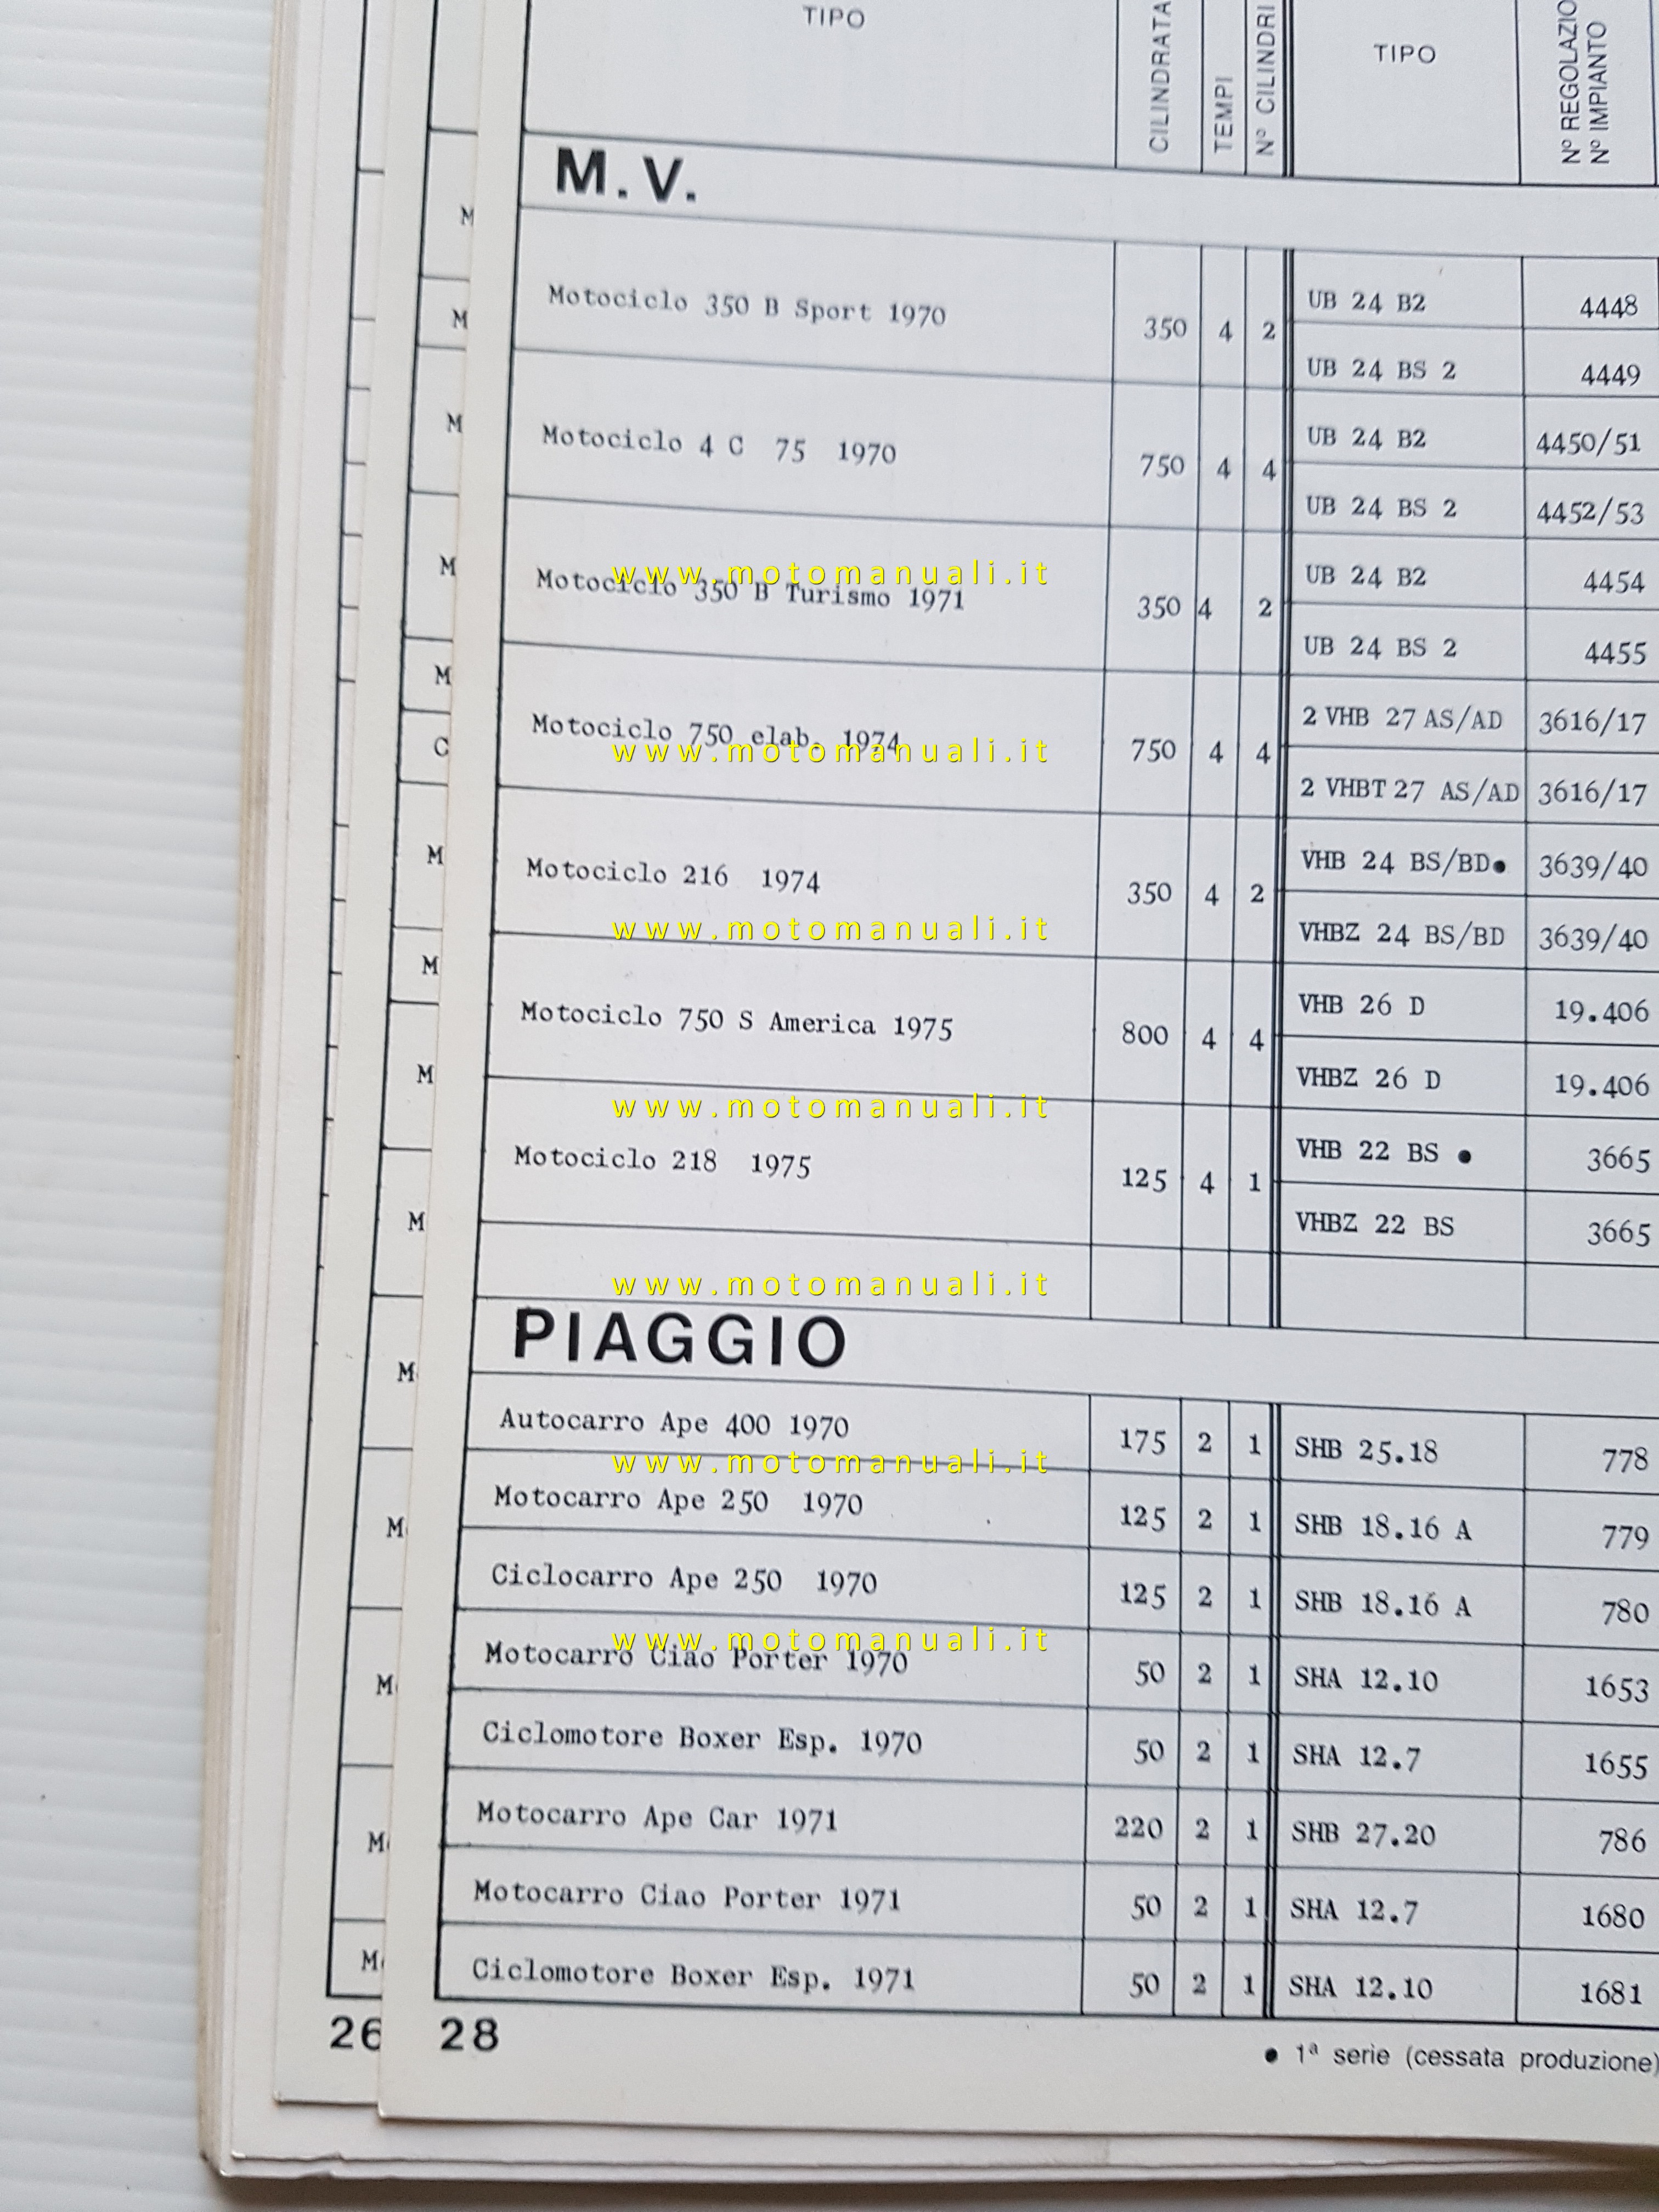 TIPO CILINDRATA TEMPI Nº CILINDRI TIPO Nº IMPIANTO
M.V.
Motociclo 350 B Sport 1970 350 4 2 UB 24 B2 4448
UB 24 BS 2 4449
Motociclo 4 C 75 1970 750 4 4 UB 24 B2 4450/51
UB 24 BS 2 4452/53
www.motomanuali.it
Motociclo 350 B Turismo 1971 350 4 2 UB 24 B2 4454
UB 24 BS 2 4455
Motociclo 750 elab. 1974 750 4 4 2 VHB 27 AS/AD 3616/17
www.motomanuali.it
2 VHBT 27 AS/AD 3616/17
Motociclo 216 1974 350 4 2 VHB 24 BS/BD● 3639/40
www.motomanuali.it
VHBZ 24 BS/BD 3639/40
Motociclo 750 S America 1975 800 4 4 VHB 26 D 19.406
VHBZ 26 D 19.406
www.motomanuali.it
Motociclo 218 1975 125 4 1 VHB 22 BS ● 3665
VHBZ 22 BS 3665
www.motomanuali.it
PIAGGIO
Autocarro Ape 400 1970 175 2 1 SHB 25.18 778
www.motomanuali.it
Motocarro Ape 250 1970 125 2 1 SHB 18.16 A 779
Ciclocarro Ape 250 1970 125 2 1 SHB 18.16 A 780
www.motomanuali.it
Motocarro Ciao Porter 1970 50 2 1 SHA 12.10 1653
Ciclomotore Boxer Esp. 1970 50 2 1 SHA 12.7 1655
Motocarro Ape Car 1971 220 2 1 SHB 27.20 786
Motocarro Ciao Porter 1971 50 2 1 SHA 12.7 1680
Ciclomotore Boxer Esp. 1971 50 2 1 SHA 12.10 1681
26 28
● 1ª serie (cessata produzione)